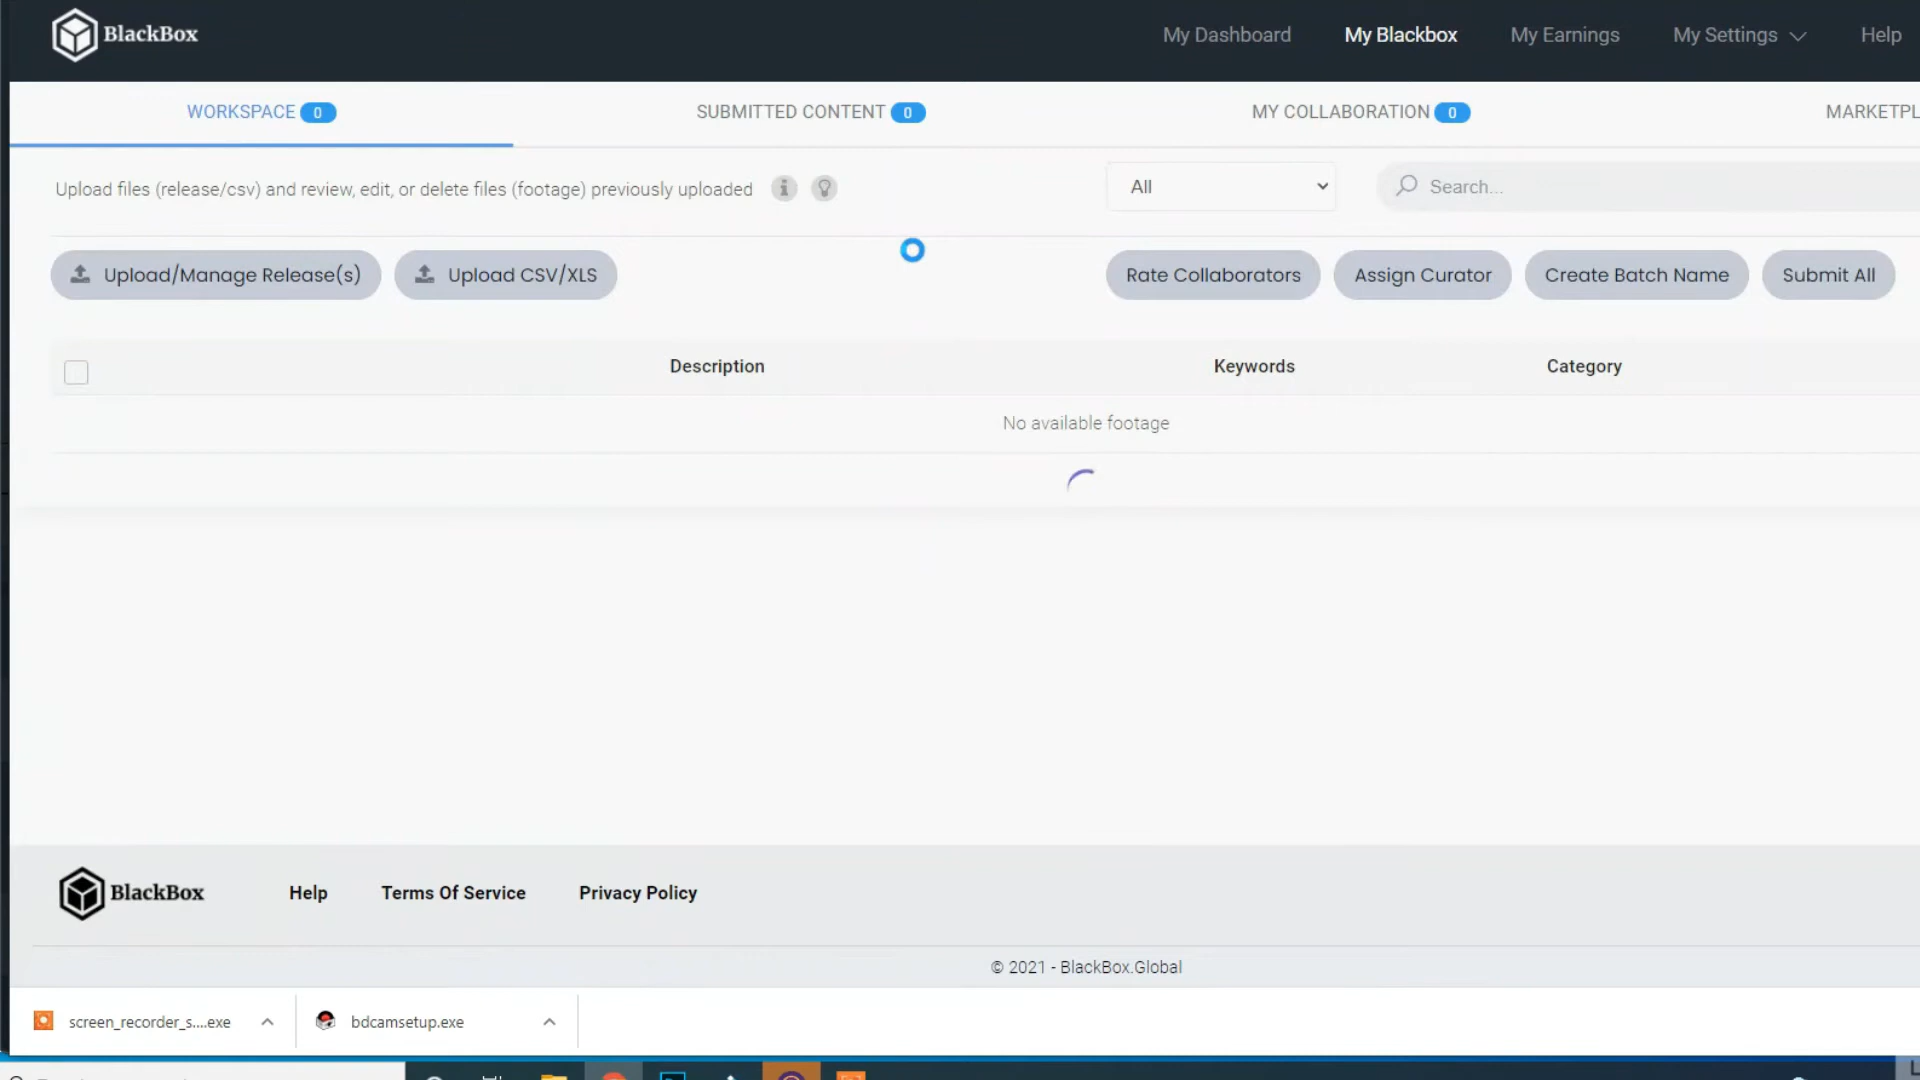 BlackBox
My Dashboard
My Blackbox
My Earnings
My Settings
Help
WORKSPACE 0
SUBMITTED CONTENT 0
MY COLLABORATION 0
MARKETPL
Upload files (release/csv) and review, edit, or delete files (footage) previously uploaded
All
Search...
Upload/Manage Release(s)
Upload CSV/XLS
Rate Collaborators
Assign Curator
Create Batch Name
Submit All
Description
Keywords
Category
No available footage
BlackBox
Help
Terms Of Service
Privacy Policy
© 2021 - BlackBox.Global
screen_recorder_s....exe
bdcamsetup.exe